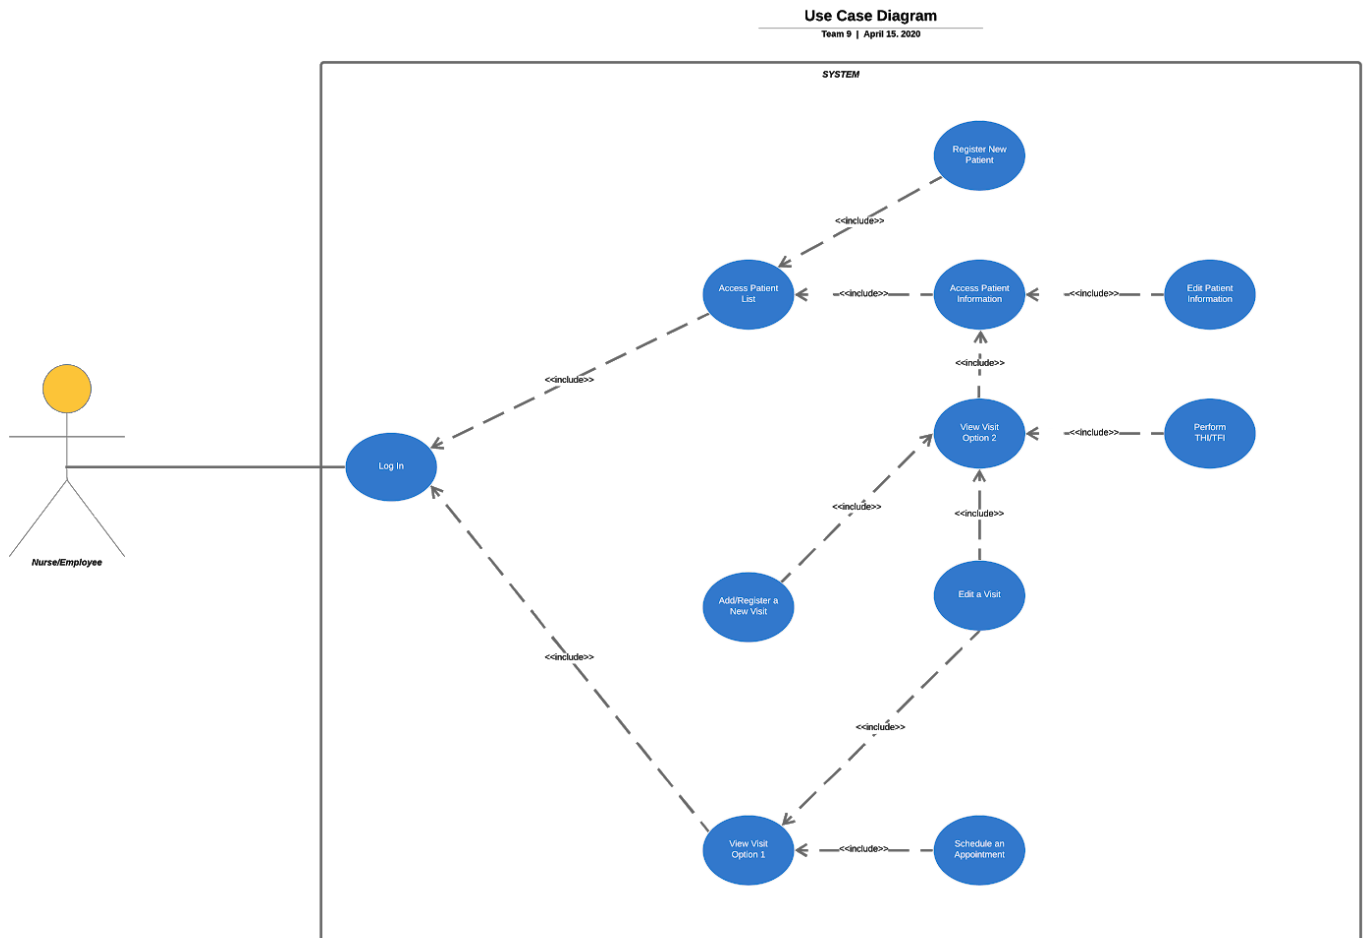 Use Case Diagram
Team 9 | April 15. 2020
SYSTEM
Register New
Patient
<<include>>
Access Patient
List
<<include>>
Access Patient
Information
<<include>>
Edit Patient
Information
<<include>>
<<include>>
View Visit
Option 2
<<include>>
Perform
THI/TFI
Log In
Nurse/Employee
<<include>>
<<include>>
Add/Register a
New Visit
Edit a Visit
<<include>>
<<include>>
View Visit
Option 1
<<include>>
Schedule an
Appointment